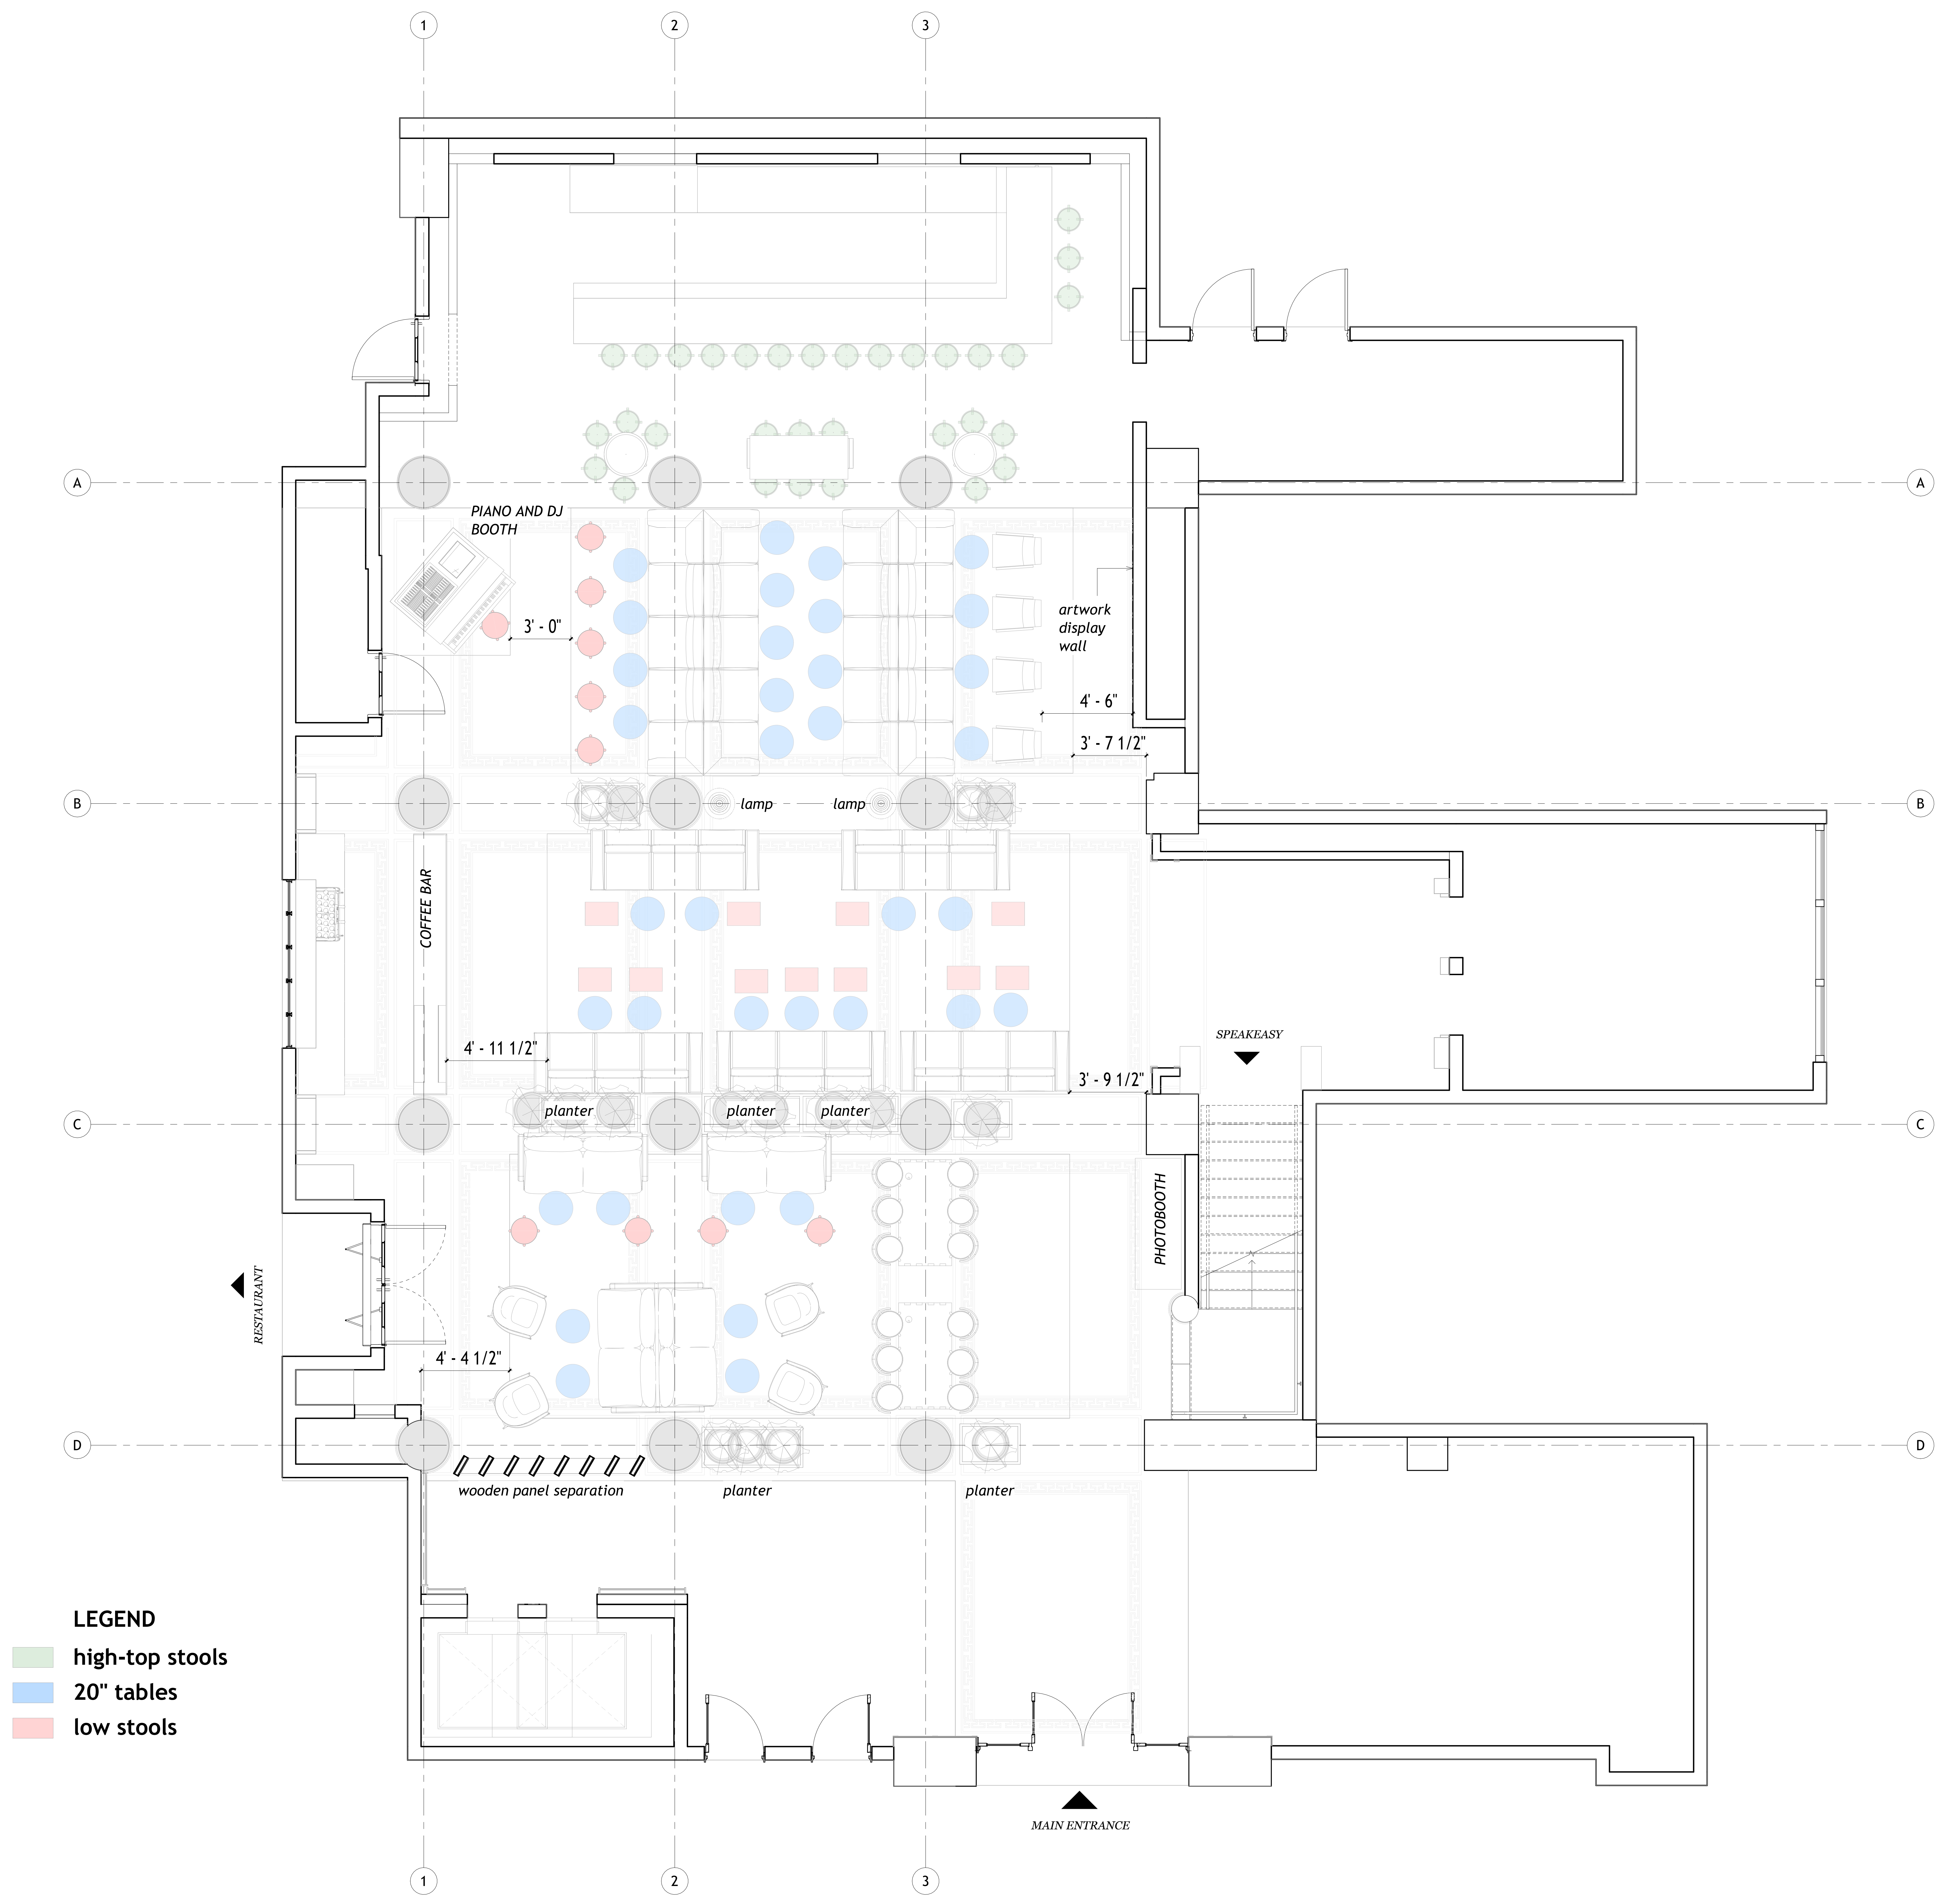 1
2
3
A
A
PIANO AND DJ
BOOTH
3' - 0"
artwork
display
wall
4' - 6"
3' - 7 1/2"
B
lamp
lamp
B
COFFEE BAR
SPEAKEASY
4' - 11 1/2"
3' - 9 1/2"
planter
planter
planter
C
C
PHOTOBOOTH
RESTAURANT
4' - 4 1/2"
D
D
wooden panel separation
planter
planter
LEGEND
high-top stools
20" tables
low stools
MAIN ENTRANCE
1
2
3